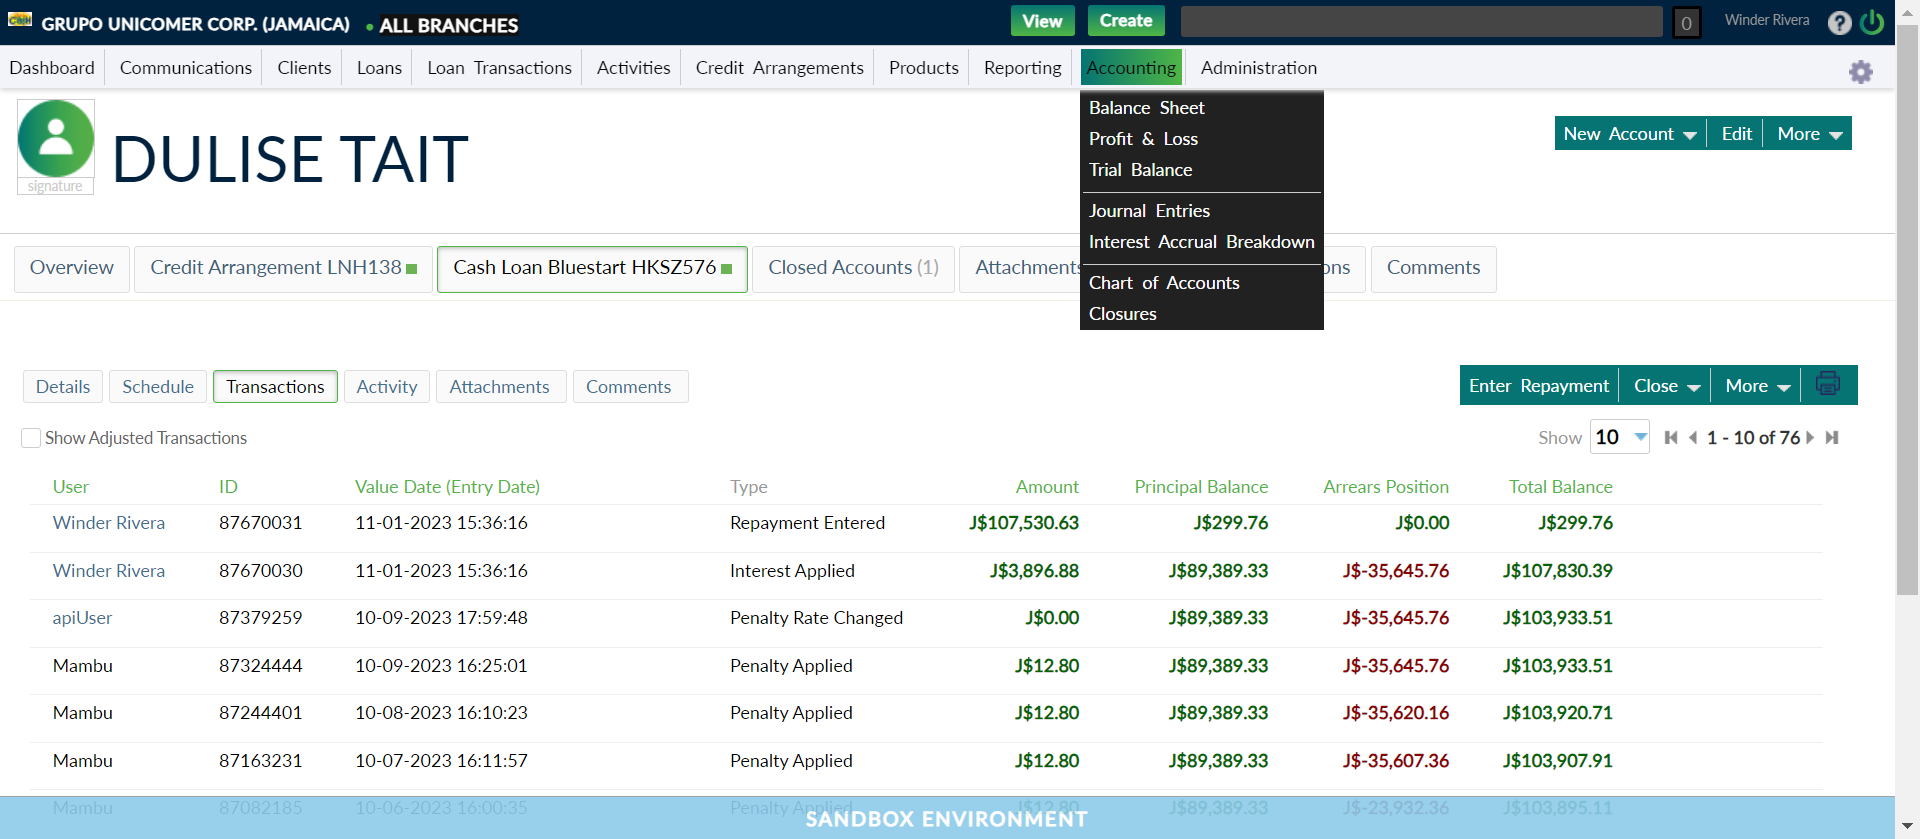 GRUPO UNICOMER CORP. (JAMAICA) • ALL BRANCHES View Create 0 Winder Rivera ?
Dashboard Communications Clients Loans Loan Transactions Activities Credit Arrangements Products Reporting Accounting Administration
Balance Sheet
Profit & Loss
Trial Balance
Journal Entries
Interest Accrual Breakdown
Chart of Accounts
Closures
signature
DULISE TAIT
New Account Edit More
Overview Credit Arrangement LNH138 Cash Loan Bluestart HKSZ576 Closed Accounts (1) Attachments ons Comments
Details Schedule Transactions Activity Attachments Comments
Enter Repayment Close More
Show Adjusted Transactions
Show 10 1 - 10 of 76
User ID Value Date (Entry Date) Type Amount Principal Balance Arrears Position Total Balance
Winder Rivera 87670031 11-01-2023 15:36:16 Repayment Entered J$107,530.63 J$299.76 J$0.00 J$299.76
Winder Rivera 87670030 11-01-2023 15:36:16 Interest Applied J$3,896.88 J$89,389.33 J$-35,645.76 J$107,830.39
apiUser 87379259 10-09-2023 17:59:48 Penalty Rate Changed J$0.00 J$89,389.33 J$-35,645.76 J$103,933.51
Mambu 87324444 10-09-2023 16:25:01 Penalty Applied J$12.80 J$89,389.33 J$-35,645.76 J$103,933.51
Mambu 87244401 10-08-2023 16:10:23 Penalty Applied J$12.80 J$89,389.33 J$-35,620.16 J$103,920.71
Mambu 87163231 10-07-2023 16:11:57 Penalty Applied J$12.80 J$89,389.33 J$-35,607.36 J$103,907.91
Mambu 87082185 10-06-2023 16:00:35 Penalty Applied J$12.80 J$89,389.33 J$-23,932.36 J$103,895.11
SANDBOX ENVIRONMENT